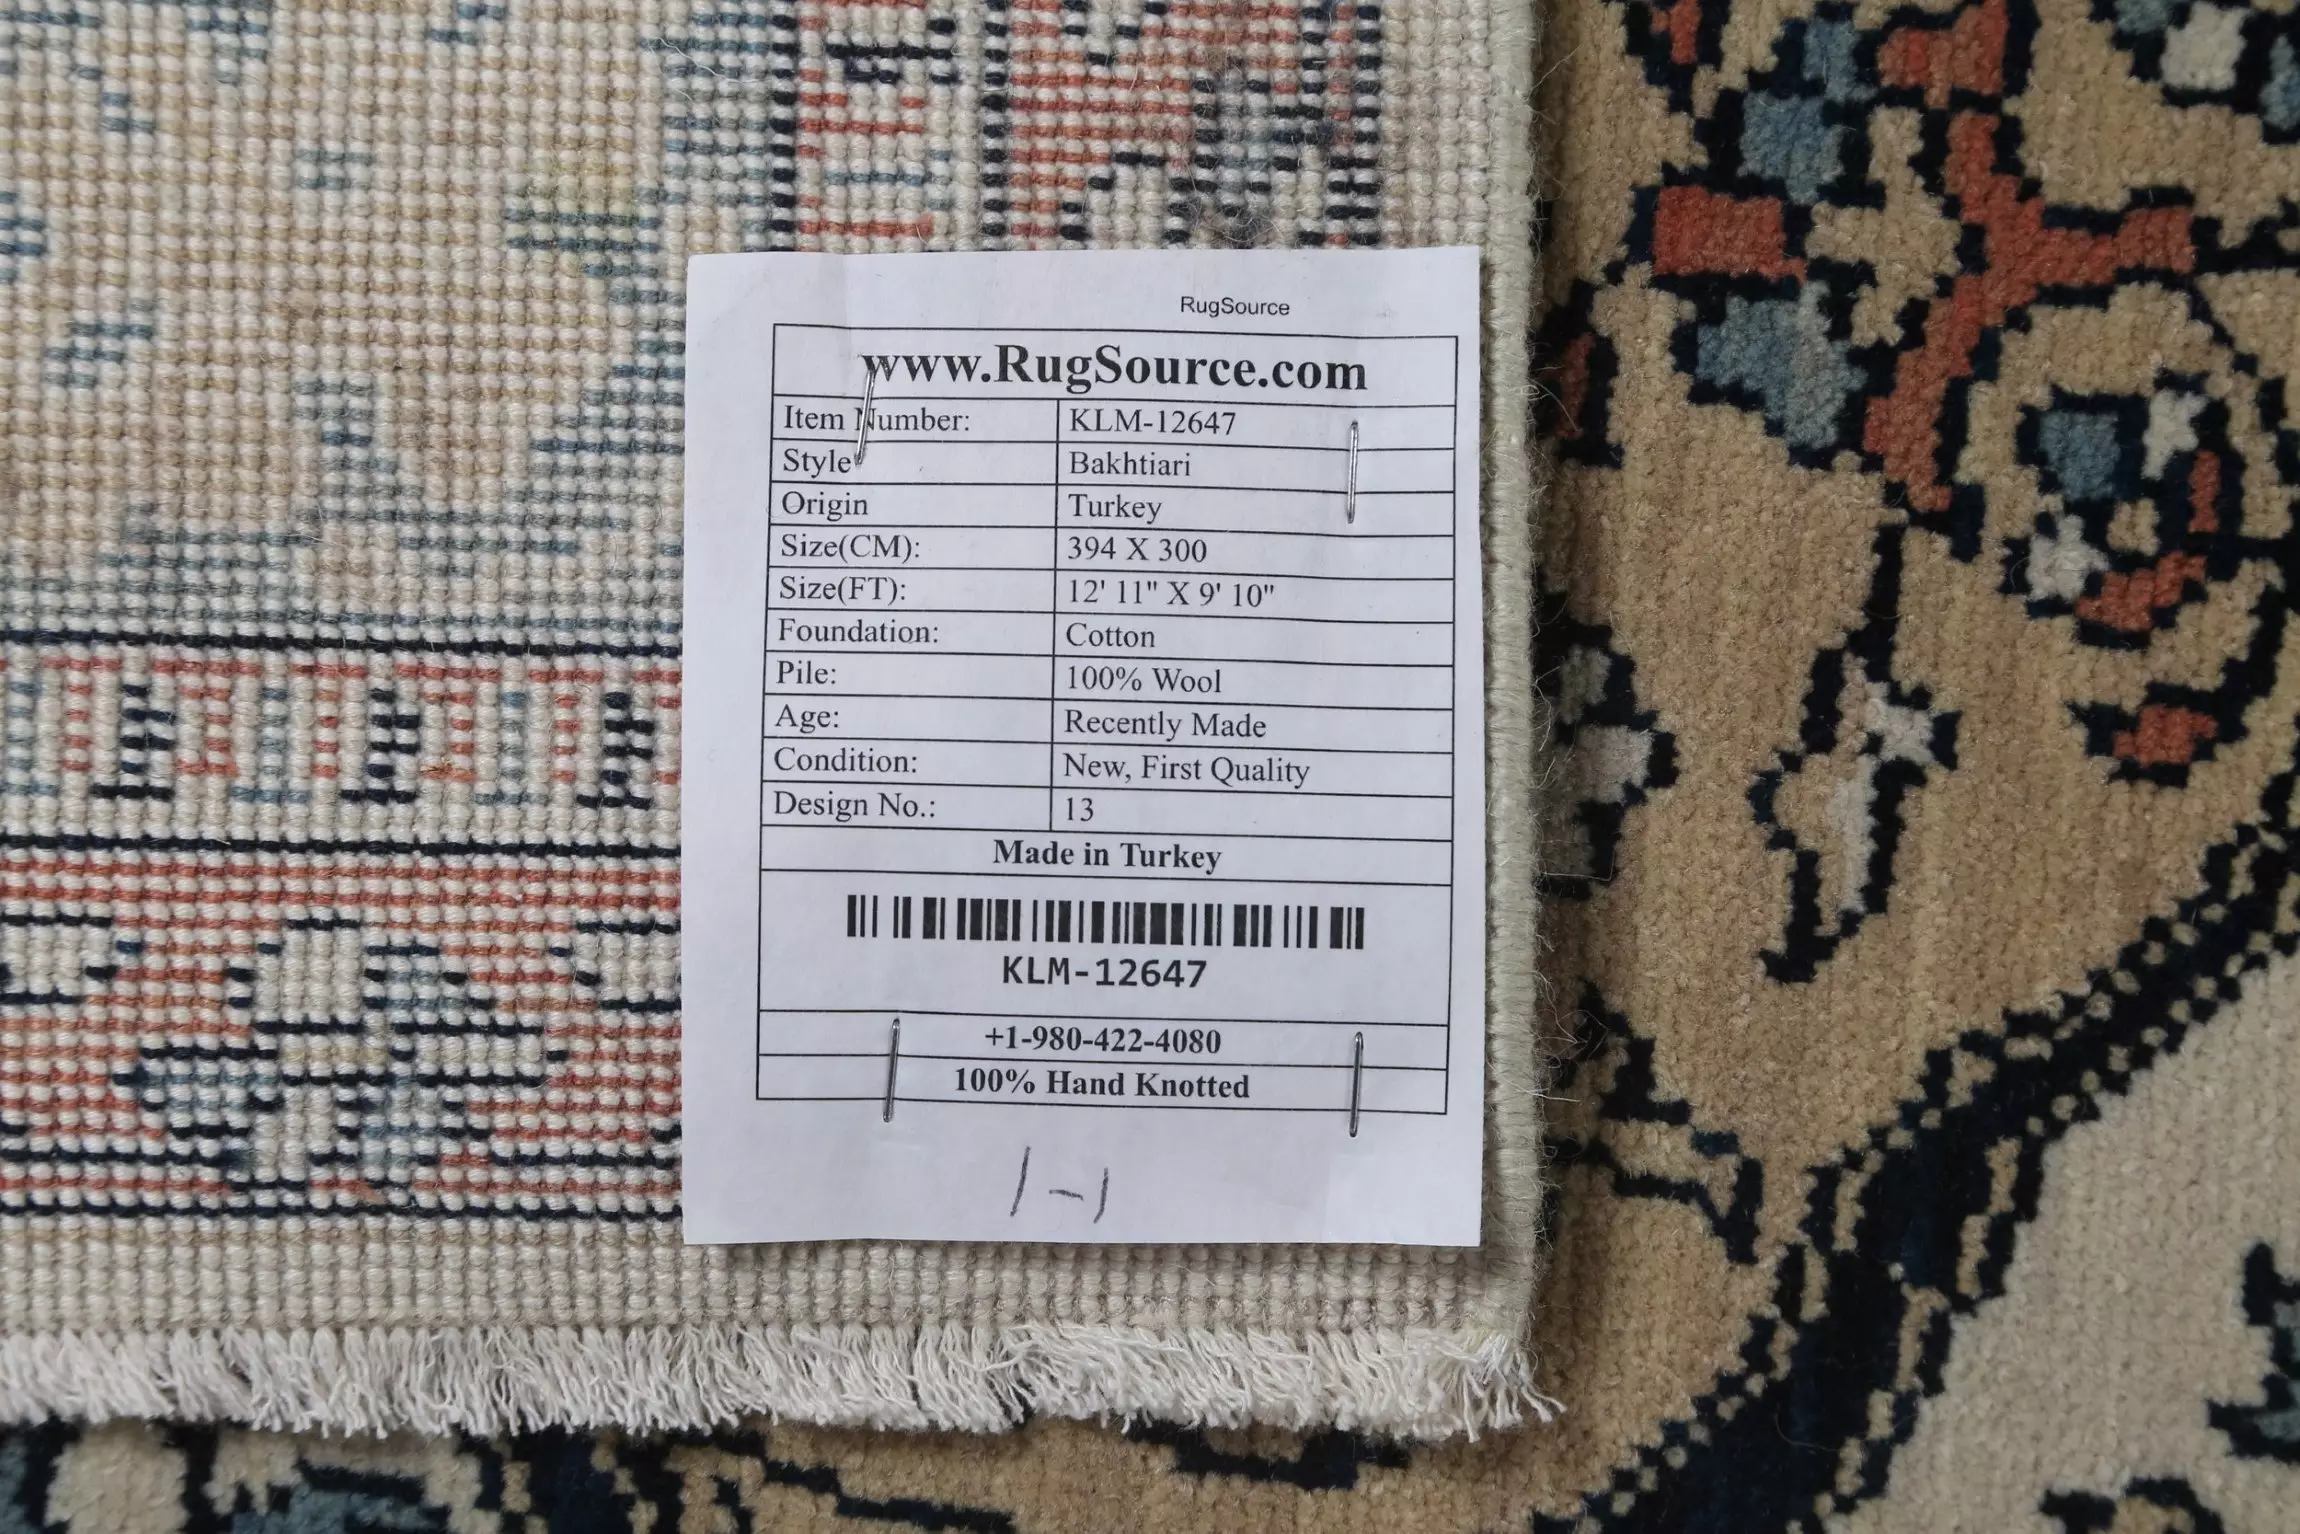 RugSource
www.RugSource.com
Item Number: KLM-12647
Style Bakhtiari
Origin Turkey
Size(CM): 394 X 300
Size(FT): 12' 11" X 9' 10"
Foundation: Cotton
Pile: 100% Wool
Age: Recently Made
Condition: New, First Quality
Design No.: 13
Made in Turkey
KLM-12647
+1-980-422-4080
100% Hand Knotted
1-1